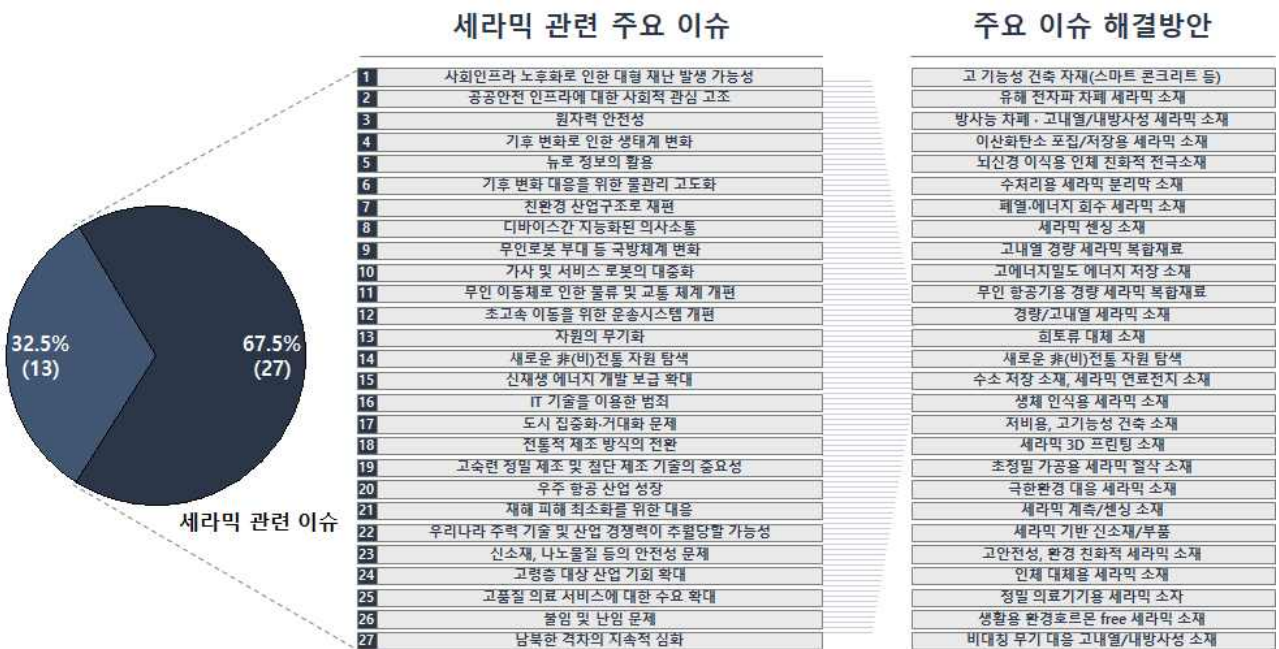 세라믹 관련 주요 이슈
주요 이슈 해결방안
1 사회인프라 노후화로 인한 대형 재난 발생 가능성 고 기능성 건축 자재(스마트 콘크리트 등)
2 공공안전 인프라에 대한 사회적 관심 고조 유해 전자파 차폐 세라믹 소재
3 원자력 안전성 방사능 차폐·고내열/내방사성 세라믹 소재
4 기후 변화로 인한 생태계 변화 이산화탄소 포집/저장용 세라믹 소재
5 뉴로 정보의 활용 뇌신경 이식용 인체 친화적 전극소재
6 기후 변화 대응을 위한 물관리 고도화 수처리용 세라믹 분리막 소재
7 친환경 산업구조로 재편 폐열·에너지 회수 세라믹 소재
8 디바이스간 지능화된 의사소통 세라믹 센싱 소재
9 무인로봇 부대 등 국방체계 변화 고내열 경량 세라믹 복합재료
10 가사 및 서비스 로봇의 대중화 고에너지밀도 에너지 저장 소재
11 무인 이동체로 인한 물류 및 교통 체계 개편 무인 항공기용 경량 세라믹 복합재료
12 초고속 이동을 위한 운송시스템 개편 경량/고내열 세라믹 소재
13 자원의 무기화 희토류 대체 소재
14 새로운 非(비)전통 자원 탐색 새로운 非(비)전통 자원 탐색
15 신재생 에너지 개발 보급 확대 수소 저장 소재, 세라믹 연료전지 소재
16 IT 기술을 이용한 범죄 생체 인식용 세라믹 소재
17 도시 집중화·거대화 문제 저비용, 고기능성 건축 소재
18 전통적 제조 방식의 전환 세라믹 3D 프린팅 소재
19 고숙련 정밀 제조 및 첨단 제조 기술의 중요성 초정밀 가공용 세라믹 절삭 소재
20 우주 항공 산업 성장 극한환경 대응 세라믹 소재
21 재해 피해 최소화를 위한 대응 세라믹 계측/센싱 소재
22 우리나라 주력 기술 및 산업 경쟁력이 추월당할 가능성 세라믹 기반 신소재/부품
23 신소재, 나노물질 등의 안전성 문제 고안전성, 환경 친화적 세라믹 소재
24 고령층 대상 산업 기회 확대 인체 대체용 세라믹 소재
25 고품질 의료 서비스에 대한 수요 확대 정밀 의료기기용 세라믹 소자
26 불임 및 난임 문제 생활용 환경호르몬 free 세라믹 소재
27 남북한 격차의 지속적 심화 비대칭 무기 대응 고내열/내방사성 소재
32.5%
(13)
67.5%
(27)
세라믹 관련 이슈